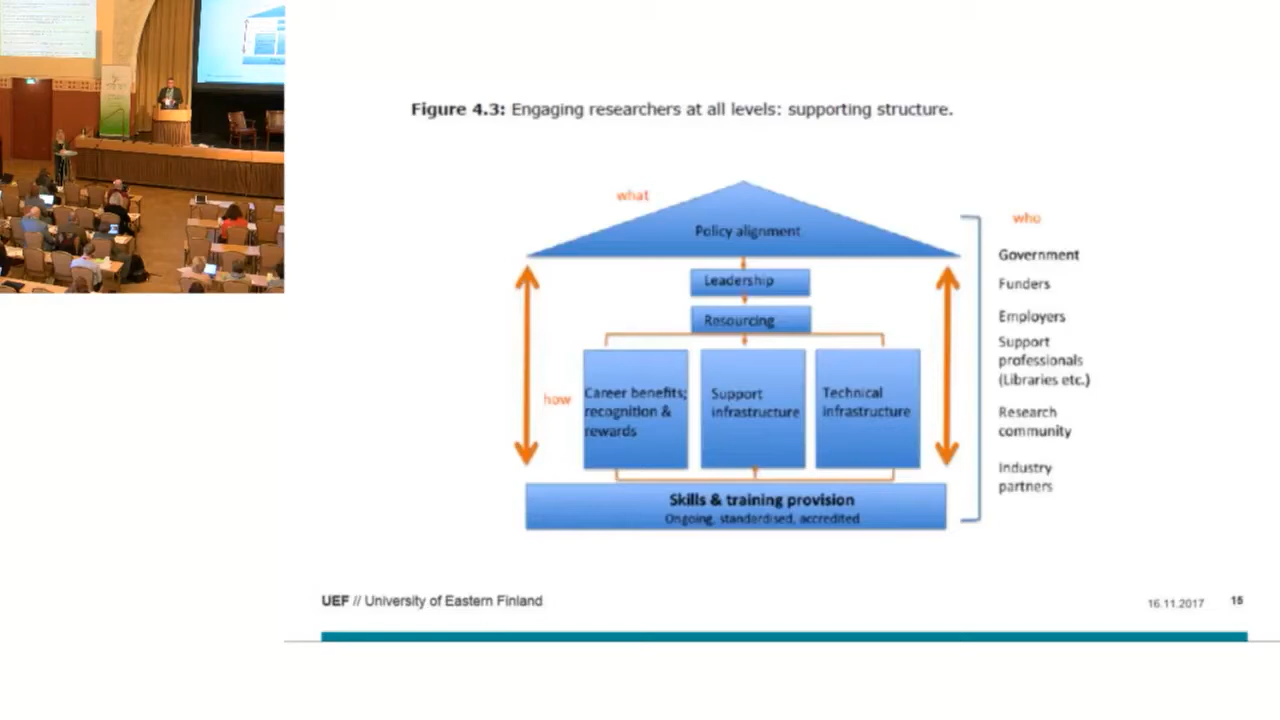 Figure 4.3: Engaging researchers at all levels: supporting structure.
what
who
Policy alignment
Leadership
Resourcing
how
Career benefits;
recognition &
rewards
Support
infrastructure
Technical
infrastructure
Skills & training provision
Ongoing, standardised, accredited
Government
Funders
Employers
Support
professionals
(Libraries etc.)
Research
community
Industry
partners
UEF // University of Eastern Finland
16.11.2017
15